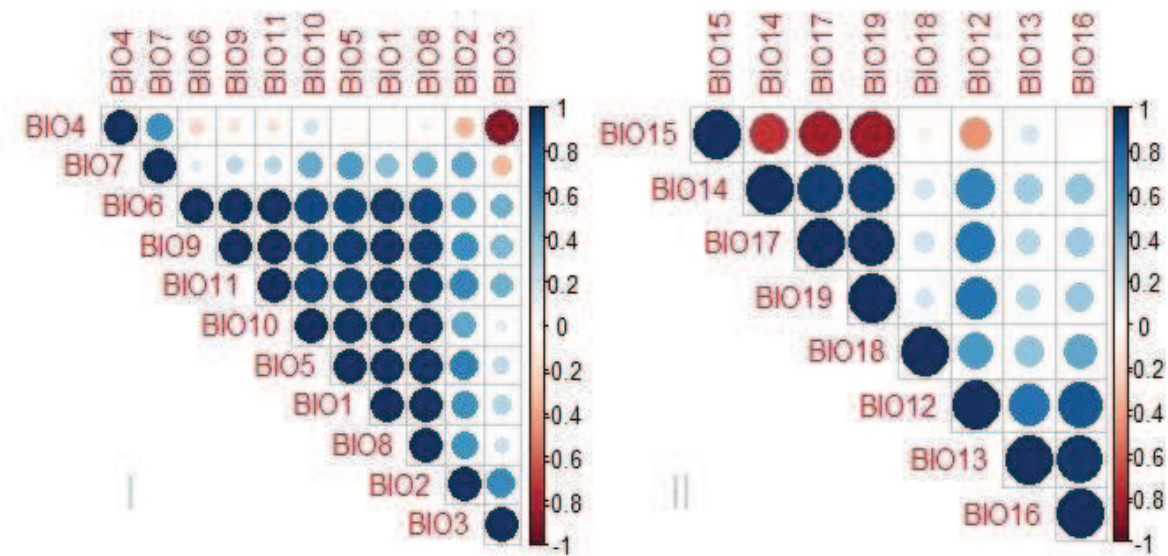 BIO4 BIO7 BIO6 BIO9 BIO11 BIO10 BIO5 BIO1 BIO8 BIO2 BIO3
BIO4
BIO7
BIO6
BIO9
BIO11
BIO10
BIO5
BIO1
BIO8
BIO2
BIO3
1
0.8
0.6
0.4
0.2
0
-0.2
-0.4
-0.6
-0.8
-1
I
BIO15 BIO14 BIO17 BIO19 BIO18 BIO12 BIO13 BIO16
BIO15
BIO14
BIO17
BIO19
BIO18
BIO12
BIO13
BIO16
1
0.8
0.6
0.4
0.2
0
-0.2
-0.4
-0.6
-0.8
-1
II